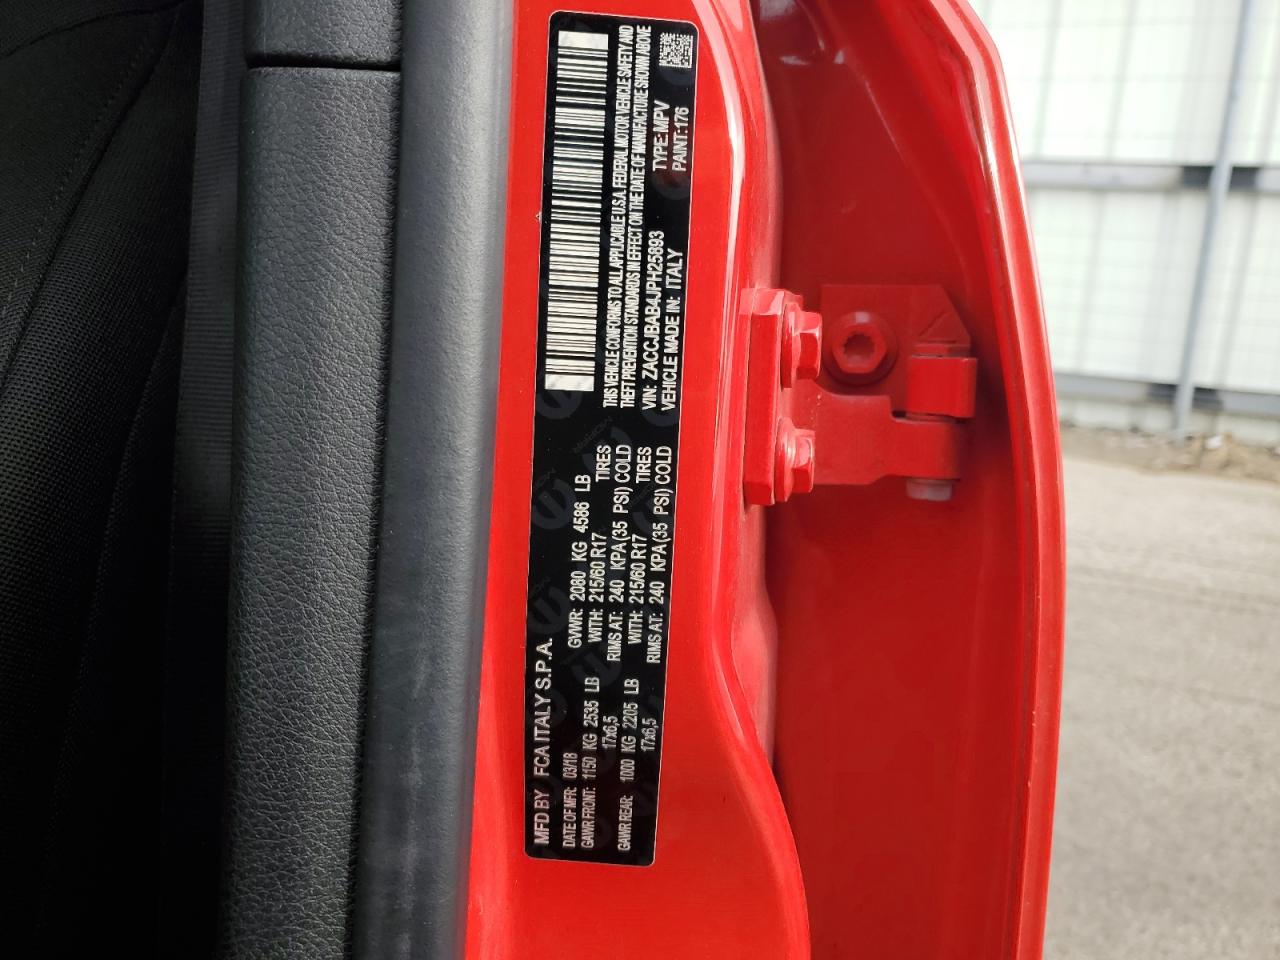 MFD BY FCA ITALY S.P.A.
DATE OF MFR: 03/18 GVWR: 2080 KG 4586 LB
GAWR FRONT: 1150 KG 2535 LB WITH: 215/60 R17 TIRES
17x6,5 RIMS AT: 240 KPA (35 PSI) COLD
GAWR REAR: 1000 KG 2205 LB WITH: 215/60 R17 TIRES
17x6,5 RIMS AT: 240 KPA (35 PSI) COLD
THIS VEHICLE CONFORMS TO ALL APPLICABLE U.S.A. FEDERAL MOTOR VEHICLE SAFETY AND
THEFT PREVENTION STANDARDS IN EFFECT ON THE DATE OF MANUFACTURE SHOWN ABOVE
VIN: ZACCJBAB4JPH25893 TYPE: MPV
VEHICLE MADE IN: ITALY PAINT: 176